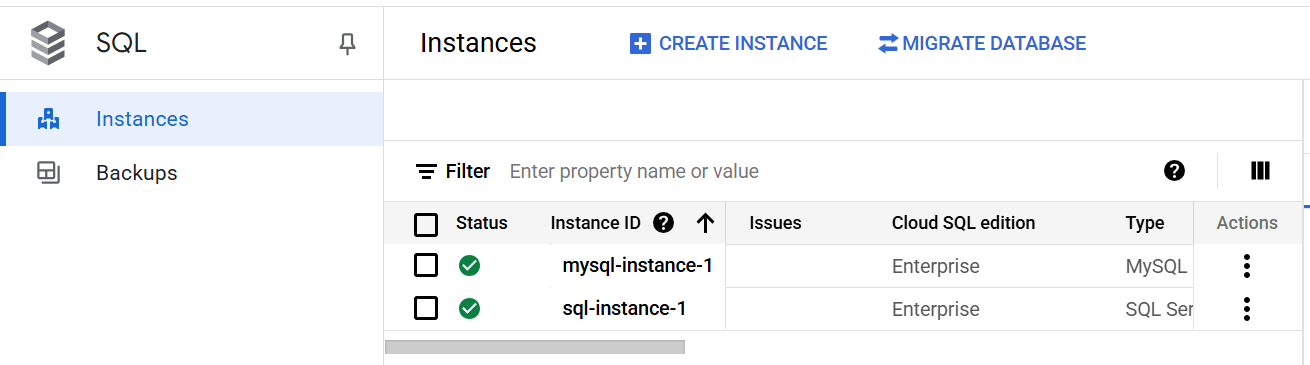 SQL
Instances
CREATE INSTANCE
MIGRATE DATABASE
Instances
Backups
Filter Enter property name or value
Status Instance ID Issues Cloud SQL edition Type Actions
mysql-instance-1 Enterprise MySQL
sql-instance-1 Enterprise SQL Ser